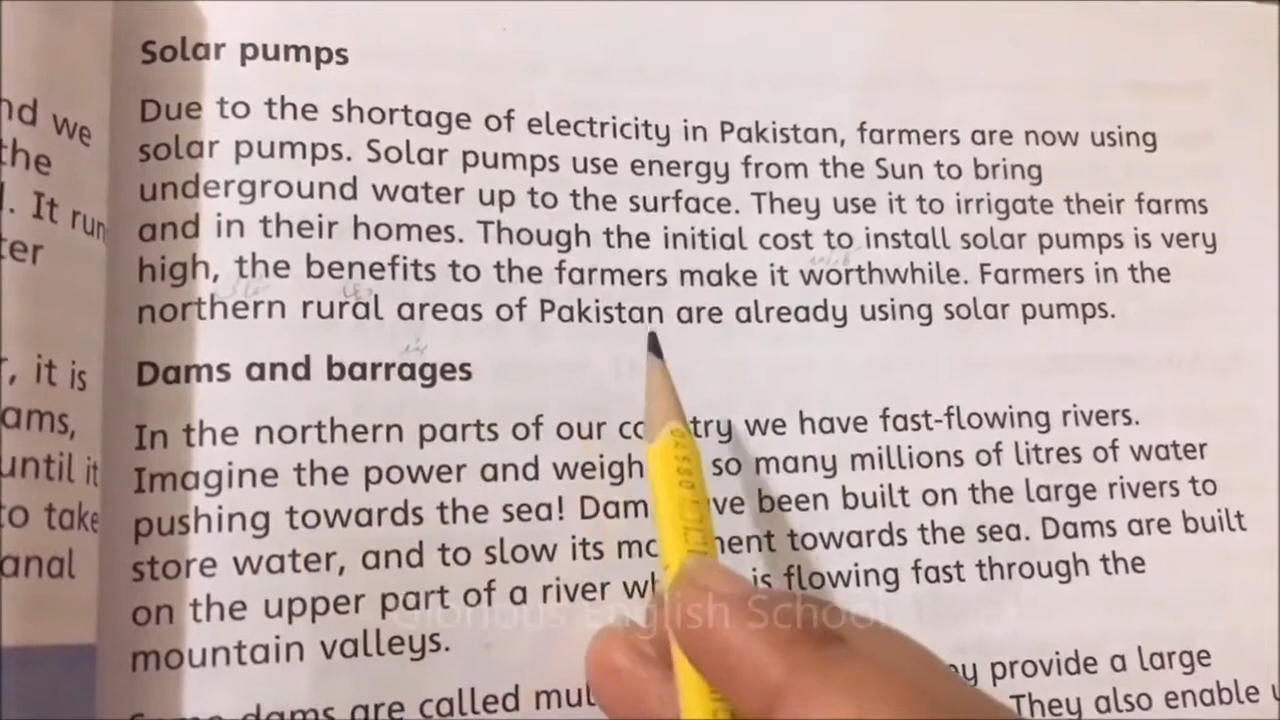 Solar pumps
Due to the shortage of electricity in Pakistan, farmers are now using
solar pumps. Solar pumps use energy from the Sun to bring
underground water up to the surface. They use it to irrigate their farms
and in their homes. Though the initial cost to install solar pumps is very
high, the benefits to the farmers make it worthwhile. Farmers in the
northern rural areas of Pakistan are already using solar pumps.
Dams and barrages
In the northern parts of our co try we have fast-flowing rivers.
Imagine the power and weigh so many millions of litres of water
pushing towards the sea! Dam ve been built on the large rivers to
store water, and to slow its mo ment towards the sea. Dams are built
on the upper part of a river wh is flowing fast through the
mountain valleys.
dams are called mul y provide a large
They also enable
nd we
the
. It run
ter
, it is
ams,
until it
to take
anal
Glorious English School